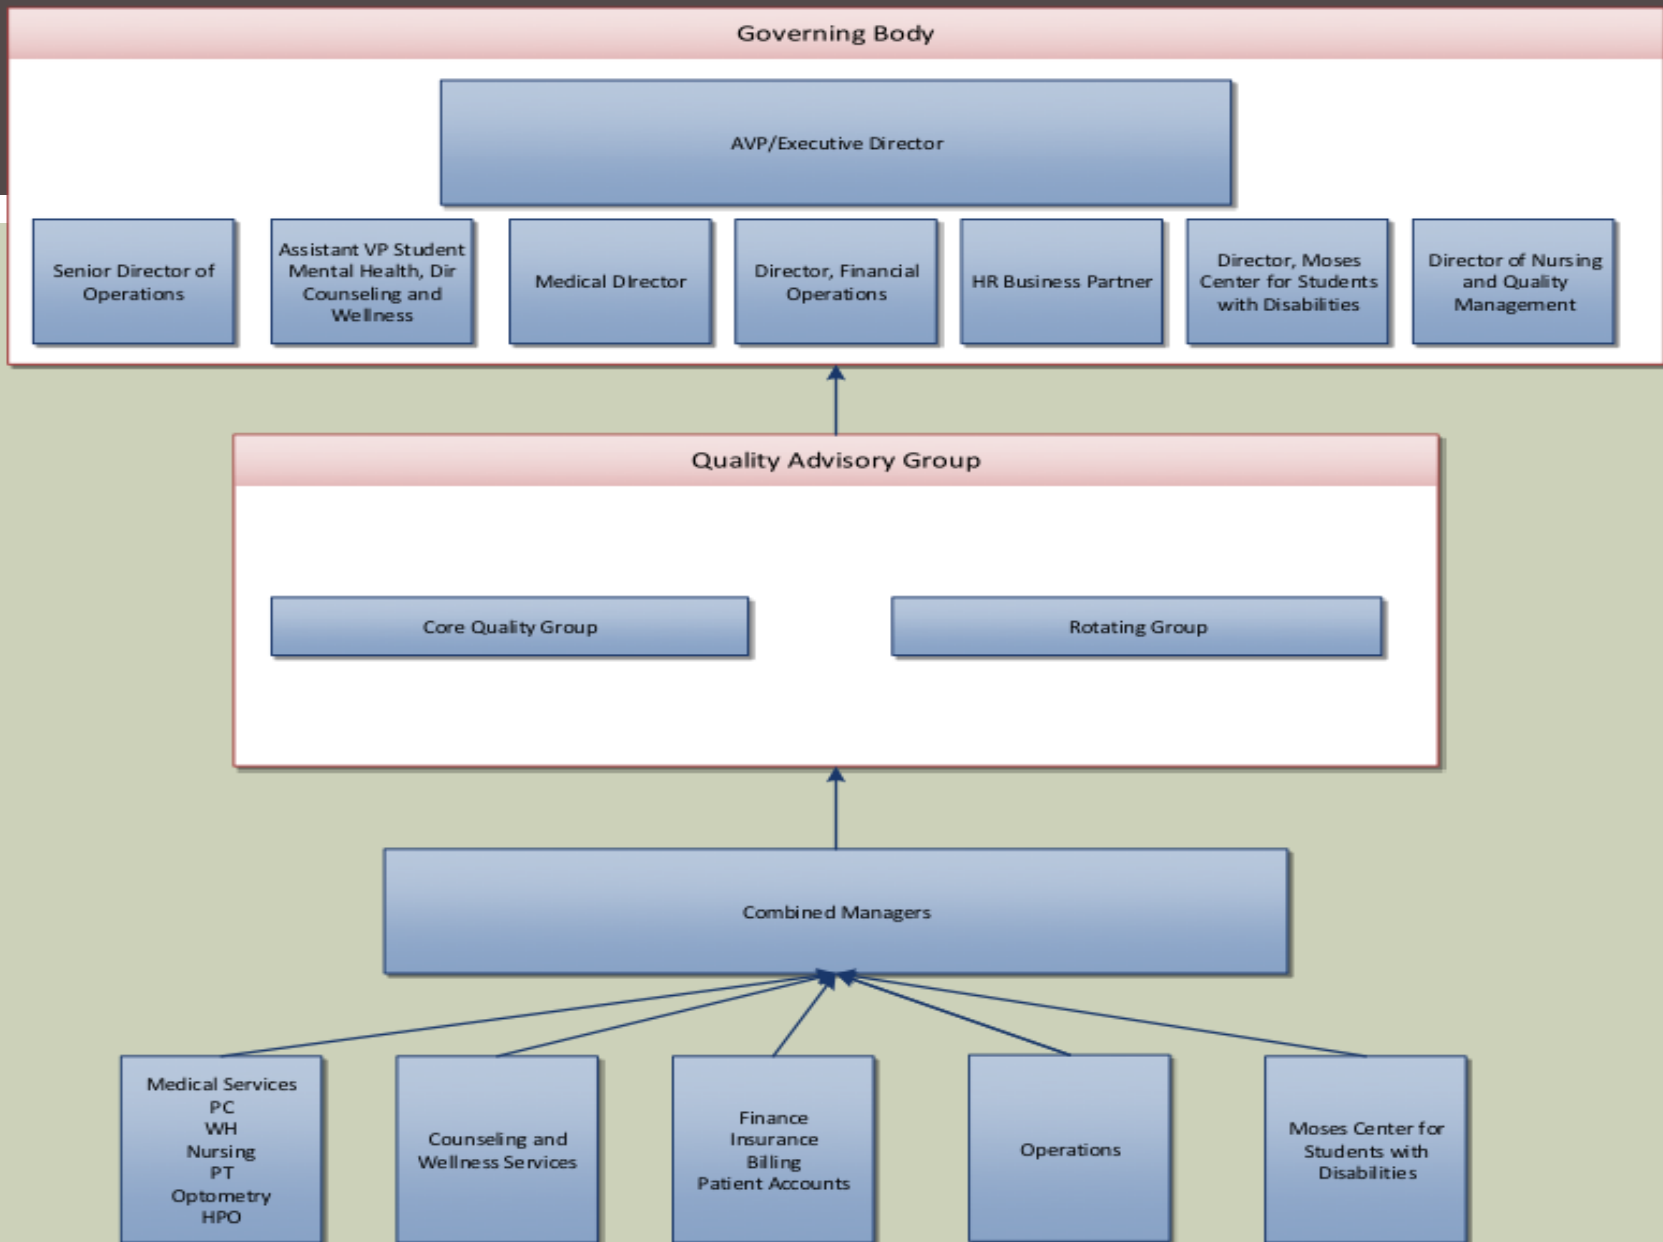 Governing Body
AVP/Executive Director
Senior Director of
Operations
Assistant VP Student
Mental Health, Dir
Counseling and
Wellness
Medical DIrector
Director, Financial
Operations
HR Business Partner
Director, Moses
Center for Students
with Disabilities
Director of Nursing
and Quality
Management
Quality Advisory Group
Core Quality Group
Rotating Group
Combined Managers
Medical Services
PC
WH
Nursing
PT
Optometry
HPO
Counseling and
Wellness Services
Finance
Insurance
Billing
Patient Accounts
Operations
Moses Center for
Students with
Disabilities